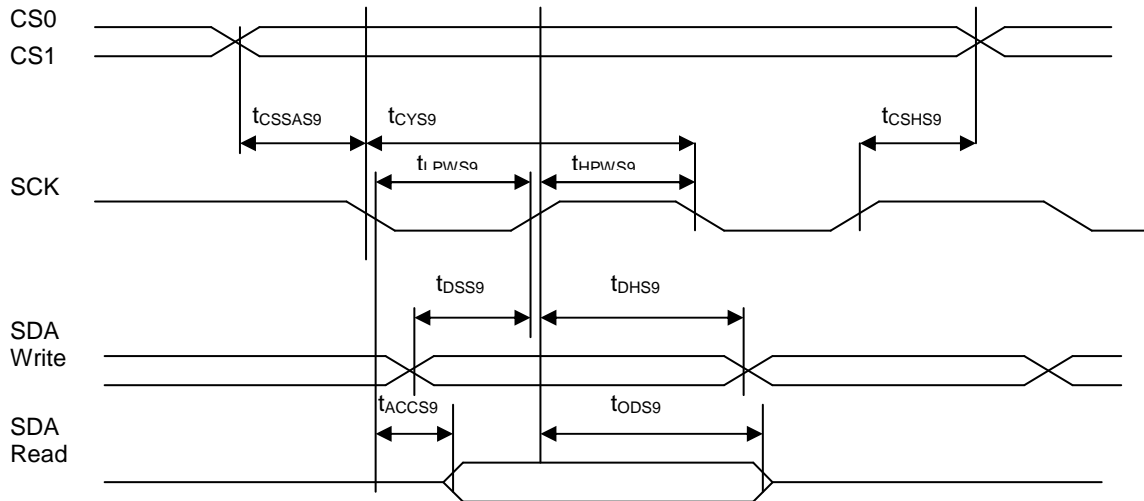 CS0
CS1
tCSSAS9 tCYS9 tCSHS9
tLPWS9 tHPWS9
SCK
tDSS9 tDHS9
SDA
Write
tACCS9 tODS9
SDA
Read